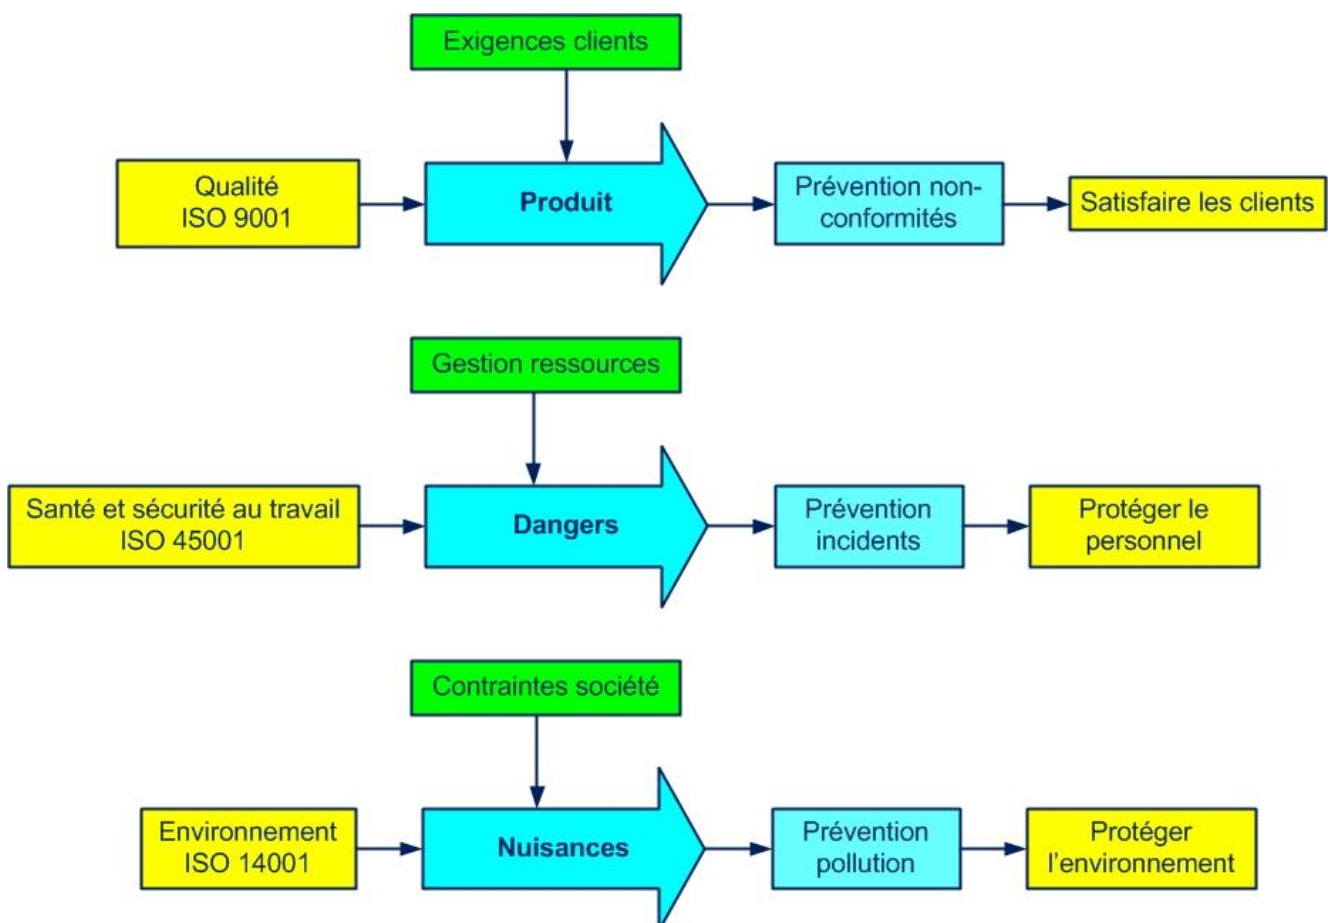 Exigences clients
Qualité
ISO 9001
Produit
Prévention non-
conformités
Satisfaire les clients
Gestion ressources
Santé et sécurité au travail
ISO 45001
Dangers
Prévention
incidents
Protéger le
personnel
Contraintes société
Environnement
ISO 14001
Nuisances
Prévention
pollution
Protéger
l'environnement